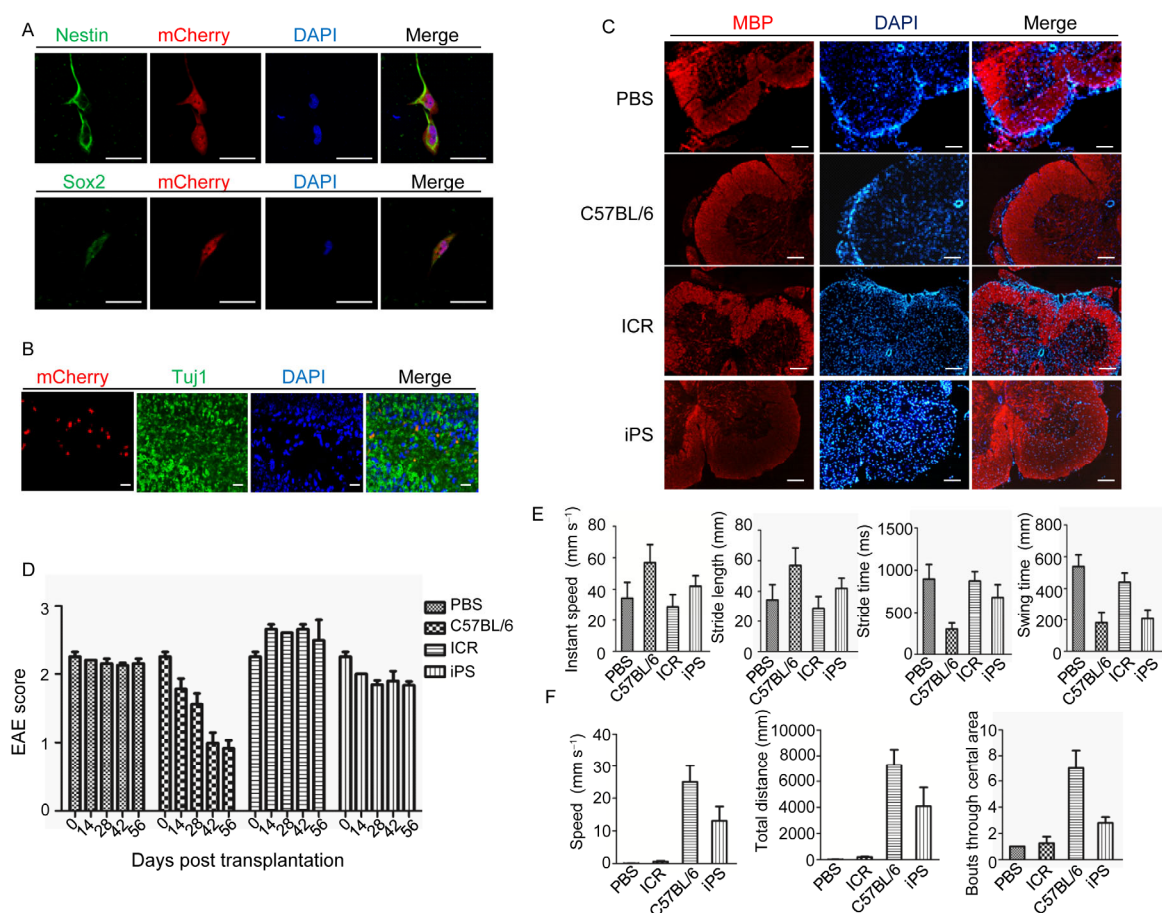 A
Nestin mCherry DAPI Merge
Sox2 mCherry DAPI Merge
B
mCherry Tuj1 DAPI Merge
C
MBP DAPI Merge
PBS
C57BL/6
ICR
iPS
D
EAE score
3
2
1
0
PBS
C57BL/6
ICR
iPS
0 14 28 42 56 0 14 28 42 56 0 14 28 42 56 0 14 28 42 56
Days post transplantation
E
Instant speed (mm s⁻¹)
80
60
40
20
0
PBS C57BL/6 ICR iPS
Stride length (mm)
80
60
40
20
0
PBS C57BL/6 ICR iPS
Stride time (ms)
1500
1000
500
0
PBS C57BL/6 ICR iPS
Swing time (mm)
800
600
400
200
0
PBS C57BL/6 ICR iPS
F
Speed (mm s⁻¹)
40
30
20
10
0
PBS ICR C57BL/6 iPS
Total distance (mm)
10000
8000
6000
4000
2000
0
PBS ICR C57BL/6 iPS
Bouts through cental area
10
8
6
4
2
0
PBS ICR C57BL/6 iPS